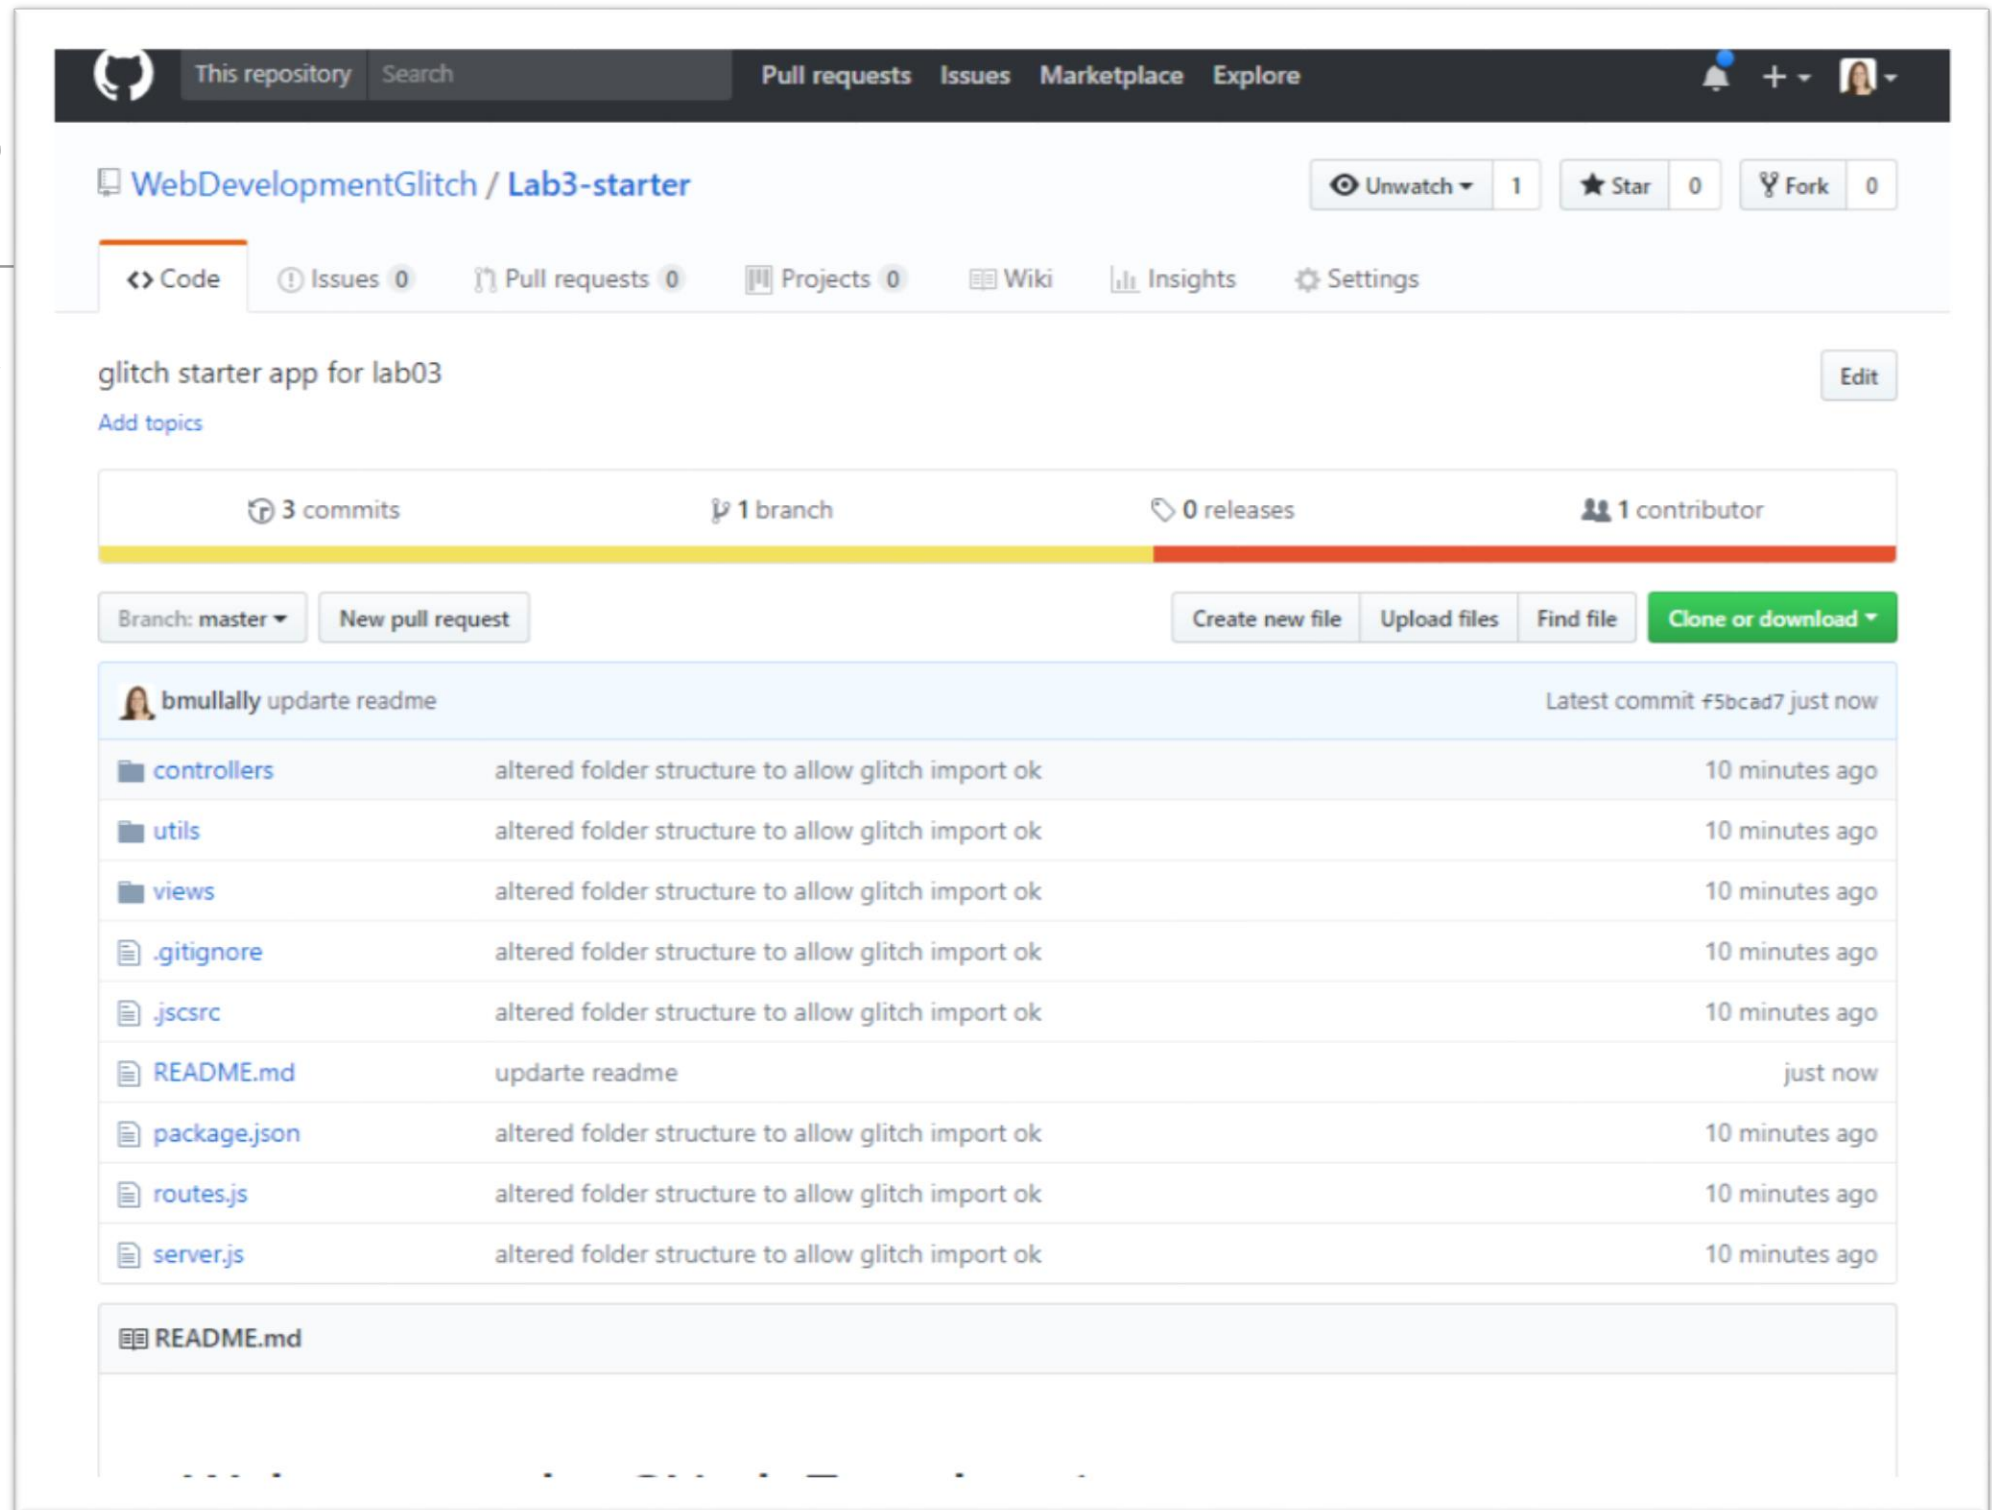 This repository Search Pull requests Issues Marketplace Explore
WebDevelopmentGlitch / Lab3-starter Unwatch 1 Star 0 Fork 0
Code Issues 0 Pull requests 0 Projects 0 Wiki Insights Settings
glitch starter app for lab03 Edit
Add topics
3 commits 1 branch 0 releases 1 contributor
Branch: master New pull request Create new file Upload files Find file Clone or download
bmullally updarte readme Latest commit f5bcad7 just now
controllers altered folder structure to allow glitch import ok 10 minutes ago
utils altered folder structure to allow glitch import ok 10 minutes ago
views altered folder structure to allow glitch import ok 10 minutes ago
.gitignore altered folder structure to allow glitch import ok 10 minutes ago
.jscsrc altered folder structure to allow glitch import ok 10 minutes ago
README.md updarte readme just now
package.json altered folder structure to allow glitch import ok 10 minutes ago
routes.js altered folder structure to allow glitch import ok 10 minutes ago
server.js altered folder structure to allow glitch import ok 10 minutes ago
README.md